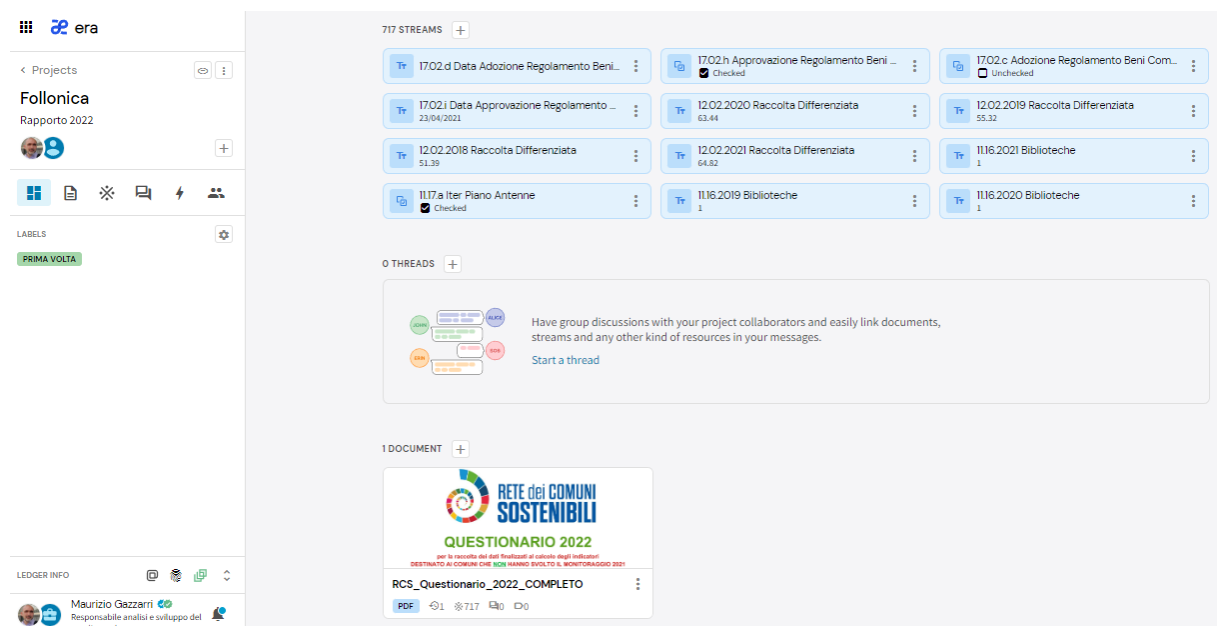 era
Projects
Follonica
Rapporto 2022
LABELS
PRIMA VOLTA
LEDGER INFO
Maurizio Gazzarri
Responsabile analisi e sviluppo del
717 STREAMS
17.02.d Data Adozione Regolamento Beni...
17.02.h Approvazione Regolamento Beni ...
Checked
17.02.c Adozione Regolamento Beni Com...
Unchecked
17.02.i Data Approvazione Regolamento ...
23/04/2021
12.02.2020 Raccolta Differenziata
63.44
12.02.2019 Raccolta Differenziata
55.32
12.02.2018 Raccolta Differenziata
51.39
12.02.2021 Raccolta Differenziata
64.82
11.16.2021 Biblioteche
1
11.17.a Iter Piano Antenne
Checked
11.16.2019 Biblioteche
1
11.16.2020 Biblioteche
1
0 THREADS
JOHN
ALICE
BOB
ERIN
Have group discussions with your project collaborators and easily link documents,
streams and any other kind of resources in your messages.
Start a thread
1 DOCUMENT
RETE dei COMUNI
SOSTENIBILI
QUESTIONARIO 2022
per la raccolta dei dati finalizzati al calcolo degli indicatori
DESTINATO AI COMUNI CHE NON HANNO SVOLTO IL MONITORAGGIO 2021
RCS_Questionario_2022_COMPLETO
PDF 1 717 0 0